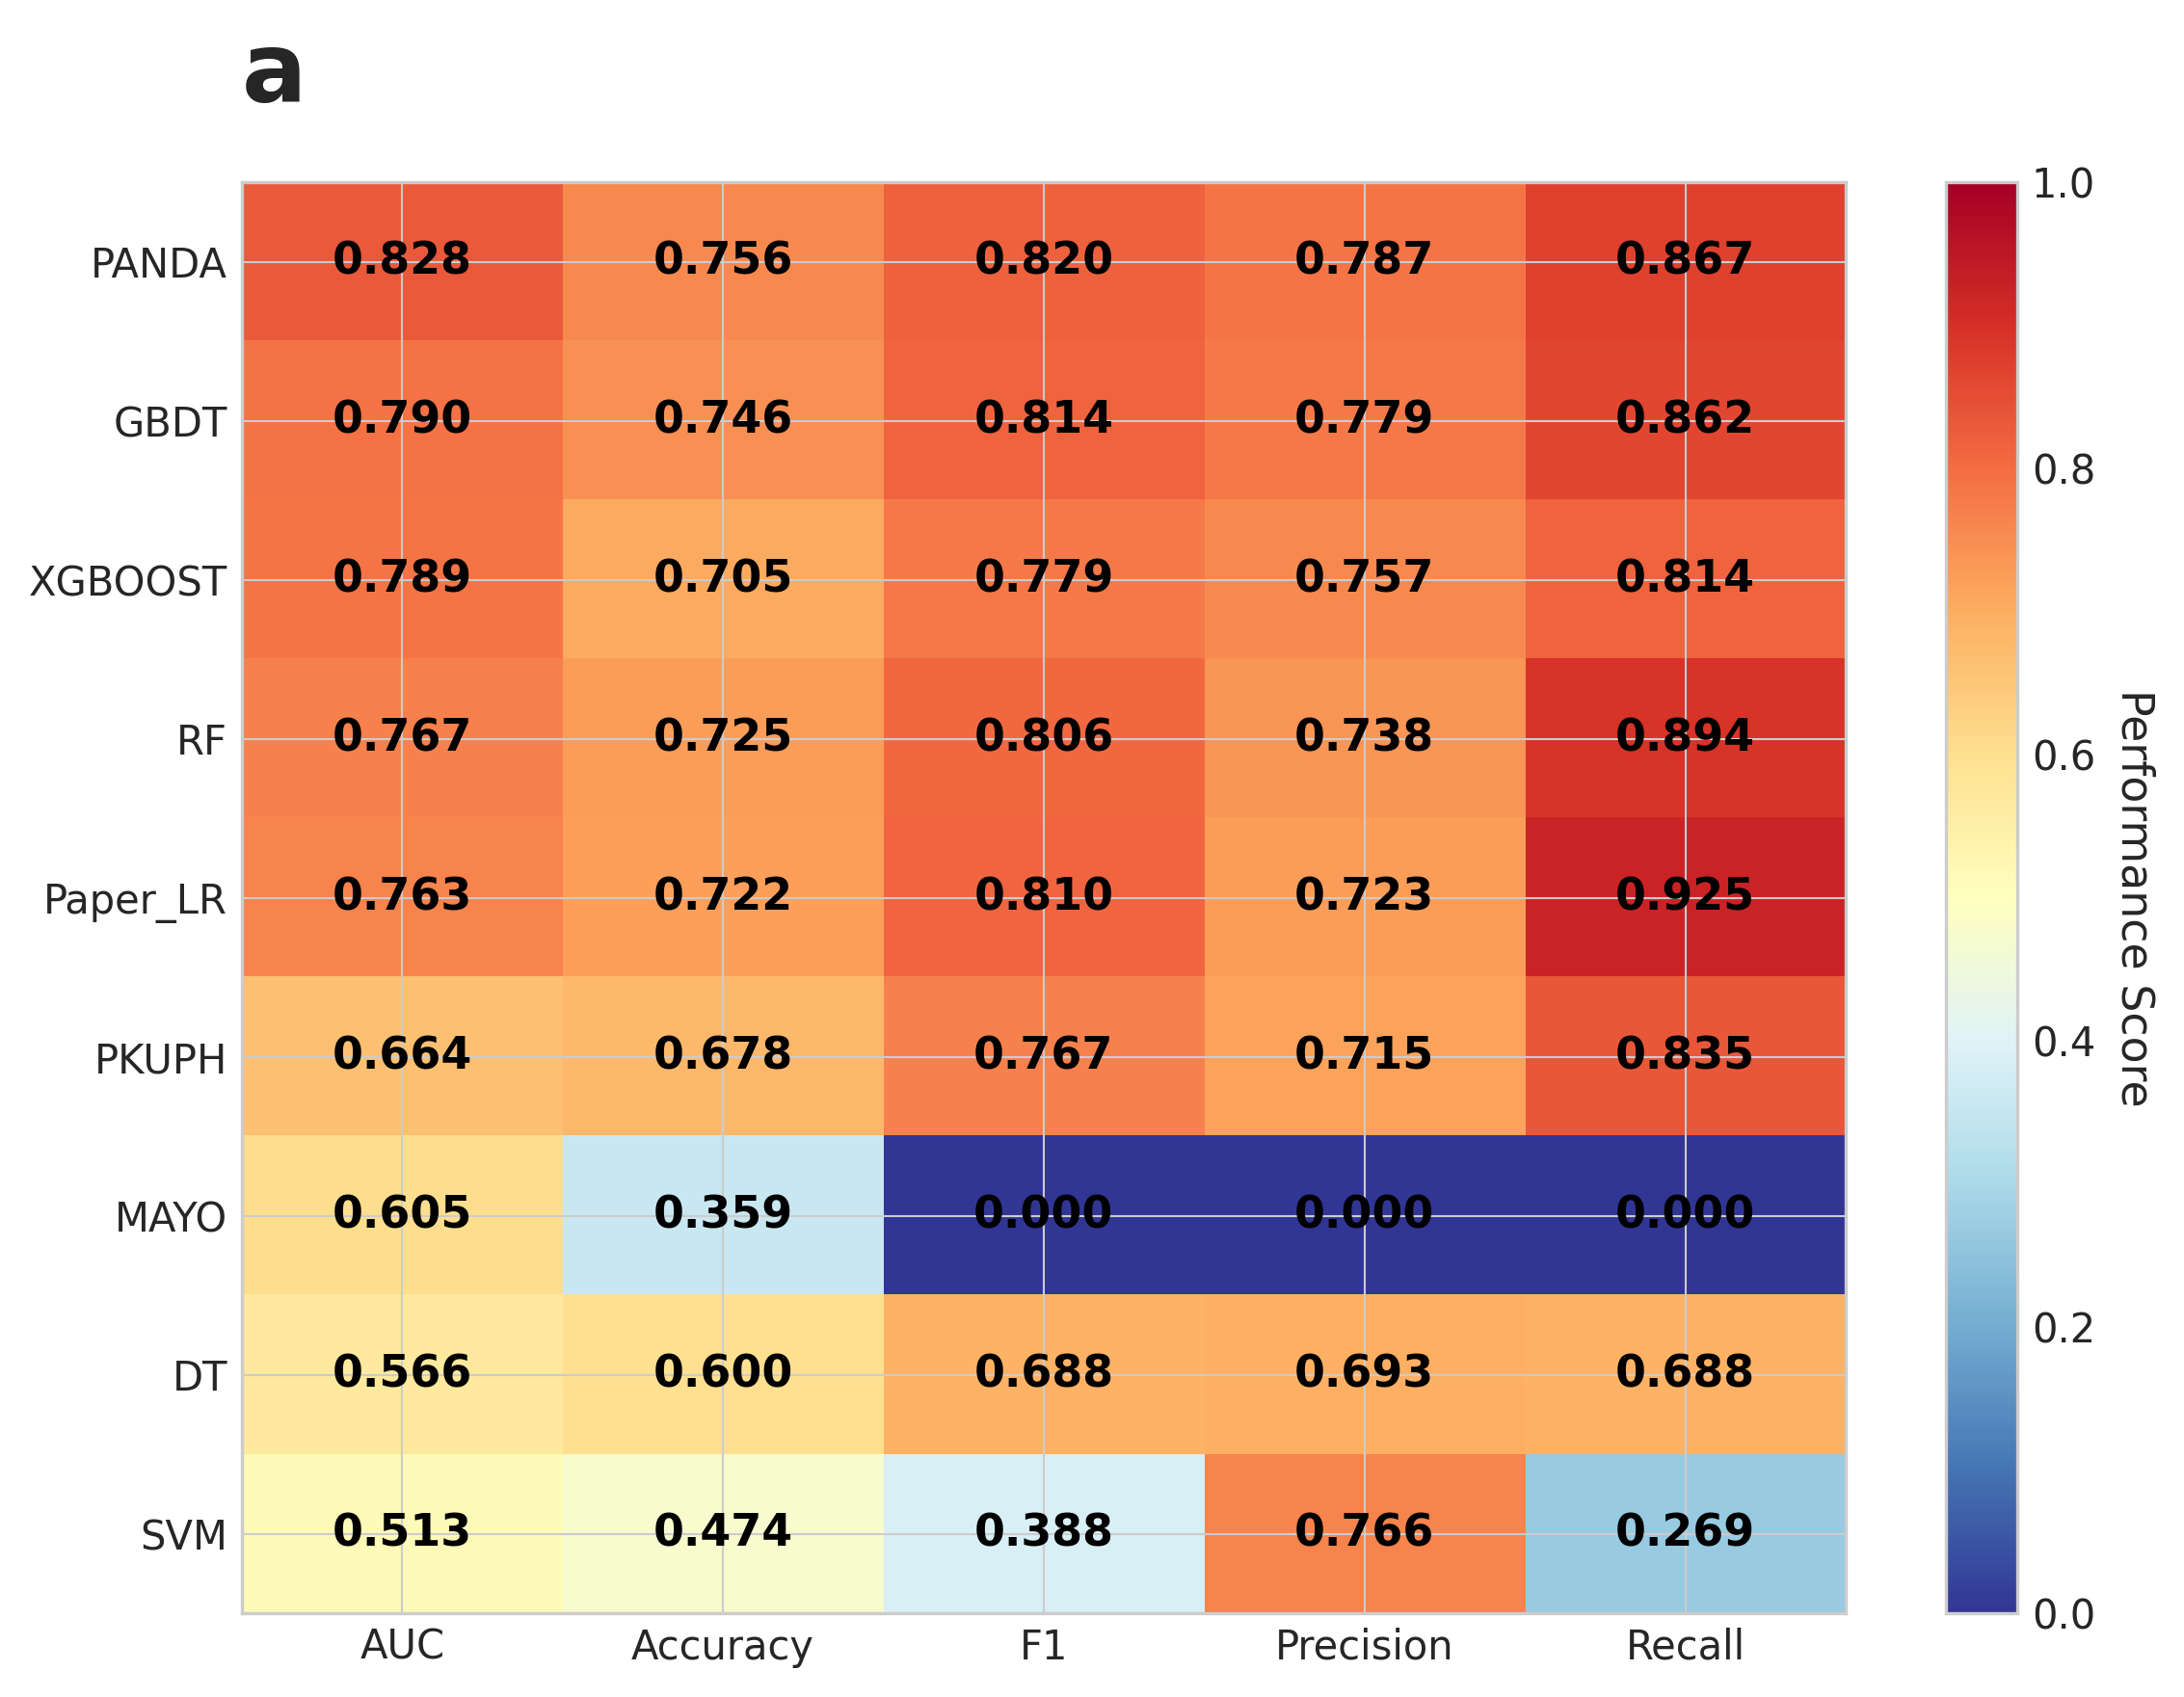 a
PANDA 0.828 0.756 0.820 0.787 0.867
GBDT 0.790 0.746 0.814 0.779 0.862
XGBOOST 0.789 0.705 0.779 0.757 0.814
RF 0.767 0.725 0.806 0.738 0.894
Paper_LR 0.763 0.722 0.810 0.723 0.925
PKUPH 0.664 0.678 0.767 0.715 0.835
MAYO 0.605 0.359 0.000 0.000 0.000
DT 0.566 0.600 0.688 0.693 0.688
SVM 0.513 0.474 0.388 0.766 0.269
AUC Accuracy F1 Precision Recall
1.0
0.8
0.6
0.4
0.2
0.0
Performance Score